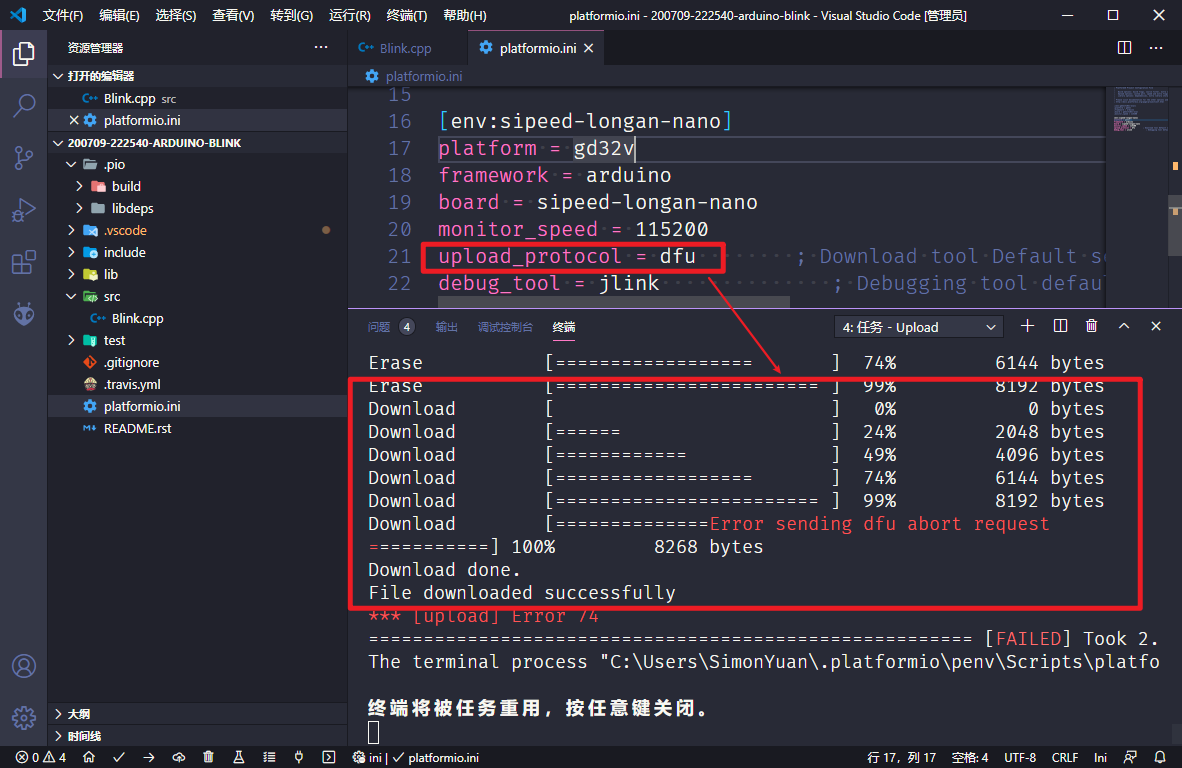 文件(F) 编辑(E) 选择(S) 查看(V) 转到(G) 运行(R) 终端(T) 帮助(H) platformio.ini - 200709-222540-arduino-blink - Visual Studio Code [管理员]
资源管理器
打开的编辑器
Blink.cpp src
platformio.ini
200709-222540-ARDUINO-BLINK
.pio
build
libdeps
.vscode
include
lib
src
Blink.cpp
test
.gitignore
.travis.yml
platformio.ini
README.rst
大纲
时间线
Blink.cpp platformio.ini
platformio.ini
15
16 [env:sipeed-longan-nano]
17 platform = gd32v
18 framework = arduino
19 board = sipeed-longan-nano
20 monitor_speed = 115200
21 upload_protocol = dfu ; Download tool Default s
22 debug_tool = jlink ; Debugging tool defau
问题 4 输出 调试控制台 终端 4: 任务 - Upload
Erase [================== ] 74% 6144 bytes
Erase [======================== ] 99% 8192 bytes
Download [ ] 0% 0 bytes
Download [====== ] 24% 2048 bytes
Download [============ ] 49% 4096 bytes
Download [================== ] 74% 6144 bytes
Download [======================== ] 99% 8192 bytes
Download [==============Error sending dfu abort request
===========] 100% 8268 bytes
Download done.
File downloaded successfully
*** [upload] Error 74
======================================================= [FAILED] Took 2.
The terminal process "C:\Users\SimonYuan\.platformio\penv\Scripts\platfo
终端将被任务重用，按任意键关闭。
0 4 ini | platformio.ini 行 17，列 17 空格: 4 UTF-8 CRLF Ini